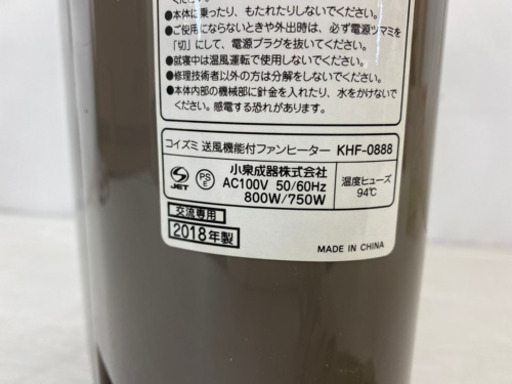 ●本体に乗ったり、もたれたりしないでください。
●ご使用にならないときや外出時は、必ず電源ツマミを
「切」にして、電源プラグを抜いてください。
●就寝中は温風運転で使用しないでください。
●修理技術者以外の方は分解をしないでください。
●本体内部の機械部に針金を入れたり、水をかけないで
ください。感電する恐れがあります。
コイズミ 送風機能付ファンヒーター KHF-0888
S JET
PS E
小泉成器株式会社
AC100V 50/60Hz
800W/750W
温度ヒューズ
94℃
交流専用
2018年製
MADE IN CHINA